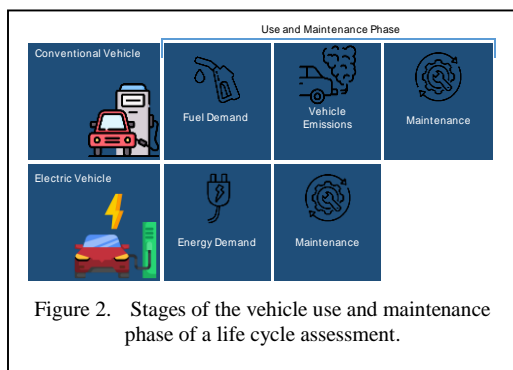 Use and Maintenance Phase
Conventional Vehicle
Fuel Demand
Vehicle
Emissions
Maintenance
Electric Vehicle
Energy Demand
Maintenance
Figure 2. Stages of the vehicle use and maintenance
phase of a life cycle assessment.